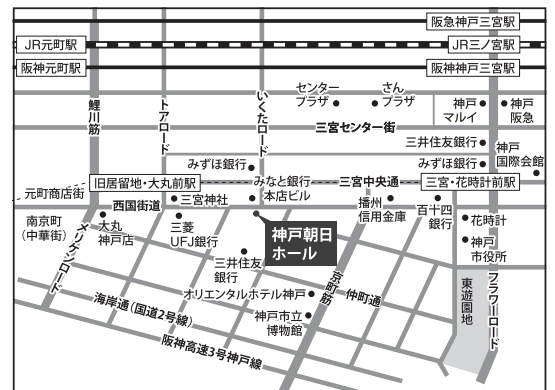 阪急神戸三宮駅
JR元町駅
JR三ノ宮駅
阪神元町駅
阪神神戸三宮駅
鯉川筋
トアロード
いくたロード
センター
プラザ
さん
プラザ
神戸
マルイ
神戸
阪急
三宮センター街
三井住友銀行
みずほ銀行
みずほ銀行
神戸
国際会館
元町商店街
旧居留地・大丸前駅
みなと銀行
本店ビル
三宮中央通
三宮・花時計前駅
西国街道
三宮神社
播州
信用金庫
百十四
銀行
南京町
(中華街)
大丸
神戸店
三菱
UFJ銀行
神戸朝日
ホール
花時計
神戸
市役所
メリケンロード
三井住友
銀行
京町筋
仲町通
オリエンタルホテル神戸
海岸通(国道2号線)
神戸市立
博物館
東遊園地
フラワーロード
阪神高速3号神戸線